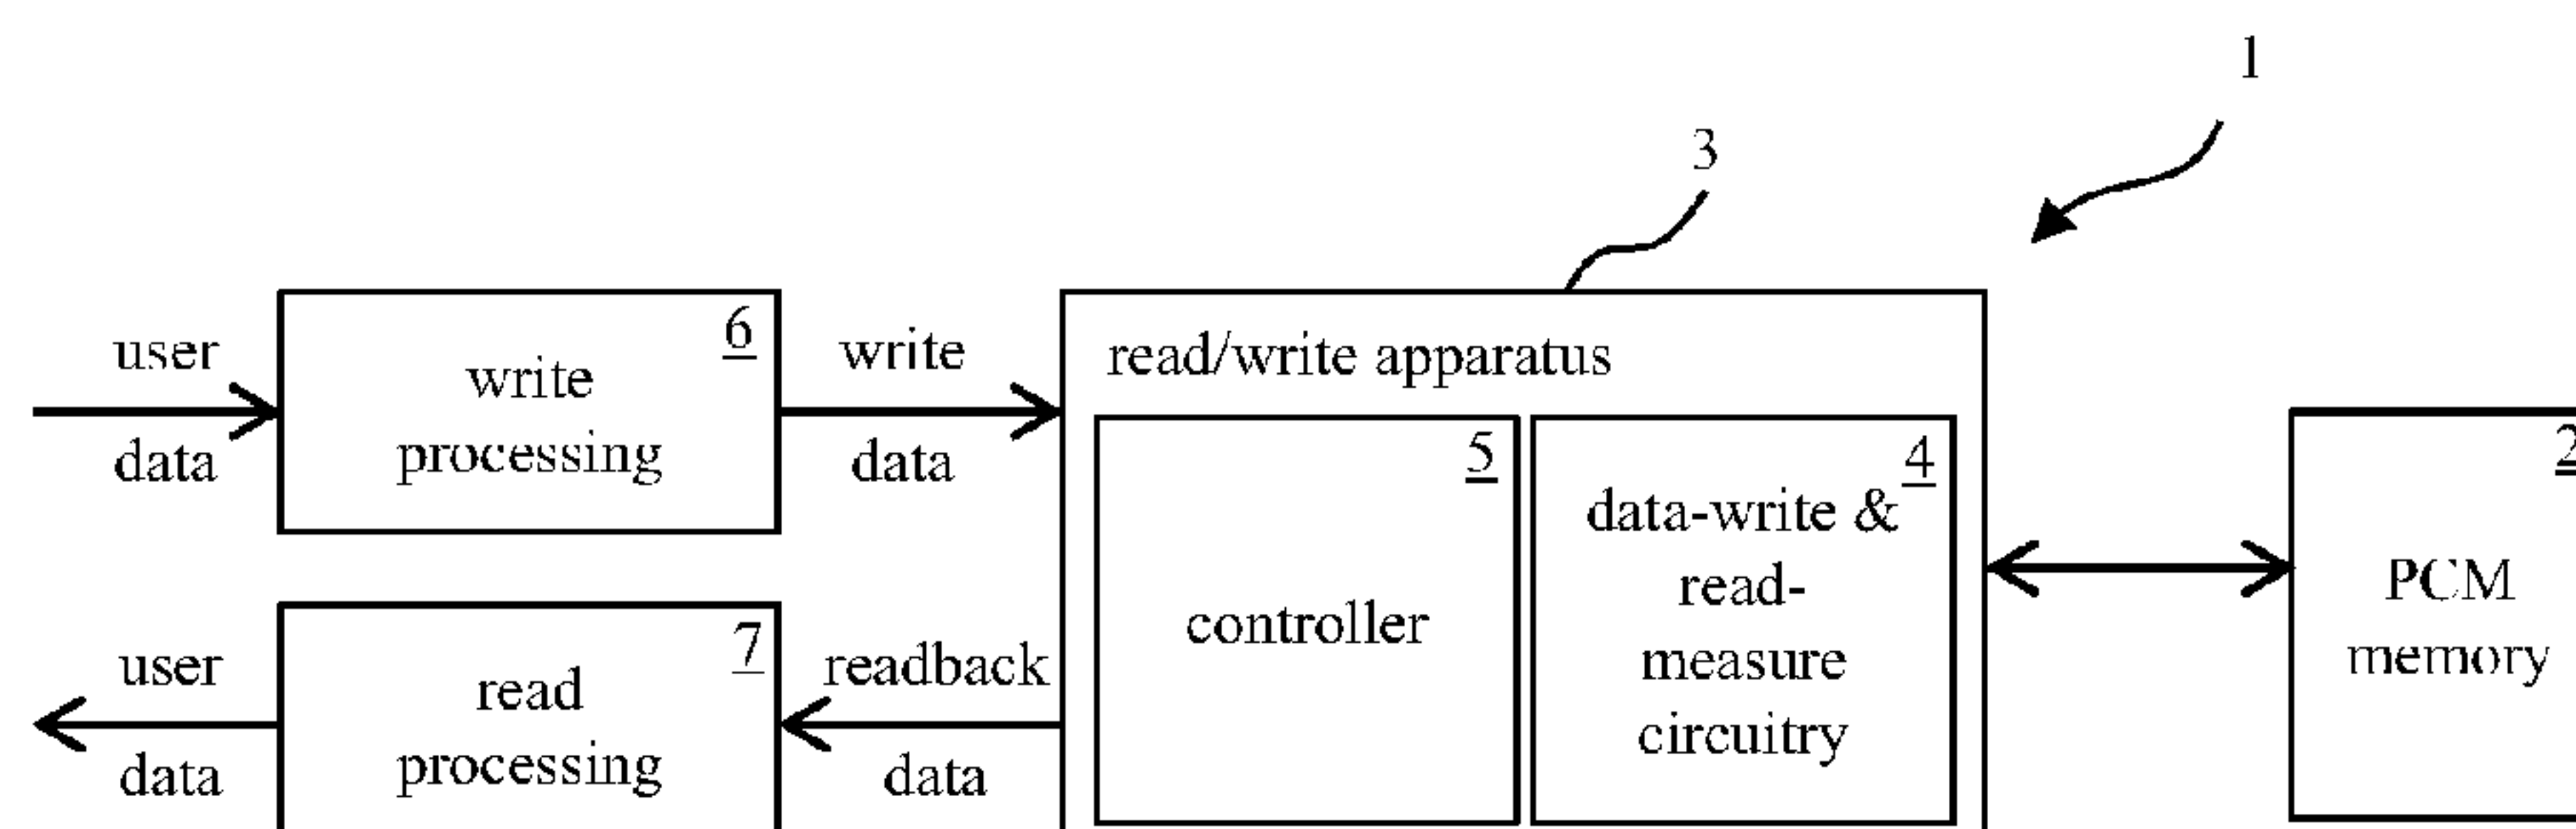 1
3
user
data
6
write
processing
write
data
read/write apparatus
5
controller
4
data-write &
read-
measure
circuitry
2
PCM
memory
user
data
7
read
processing
readback
data